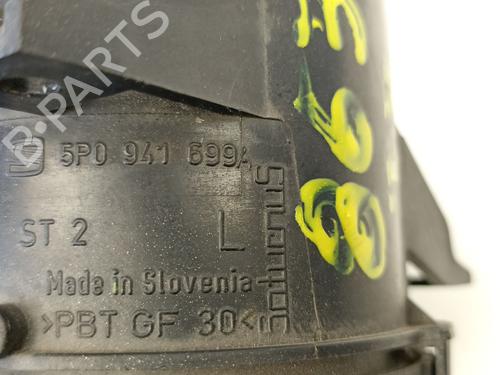 5P0 941 699A
ST 2 L
Made in Slovenia
>PBT GF 30<
B-PARTS